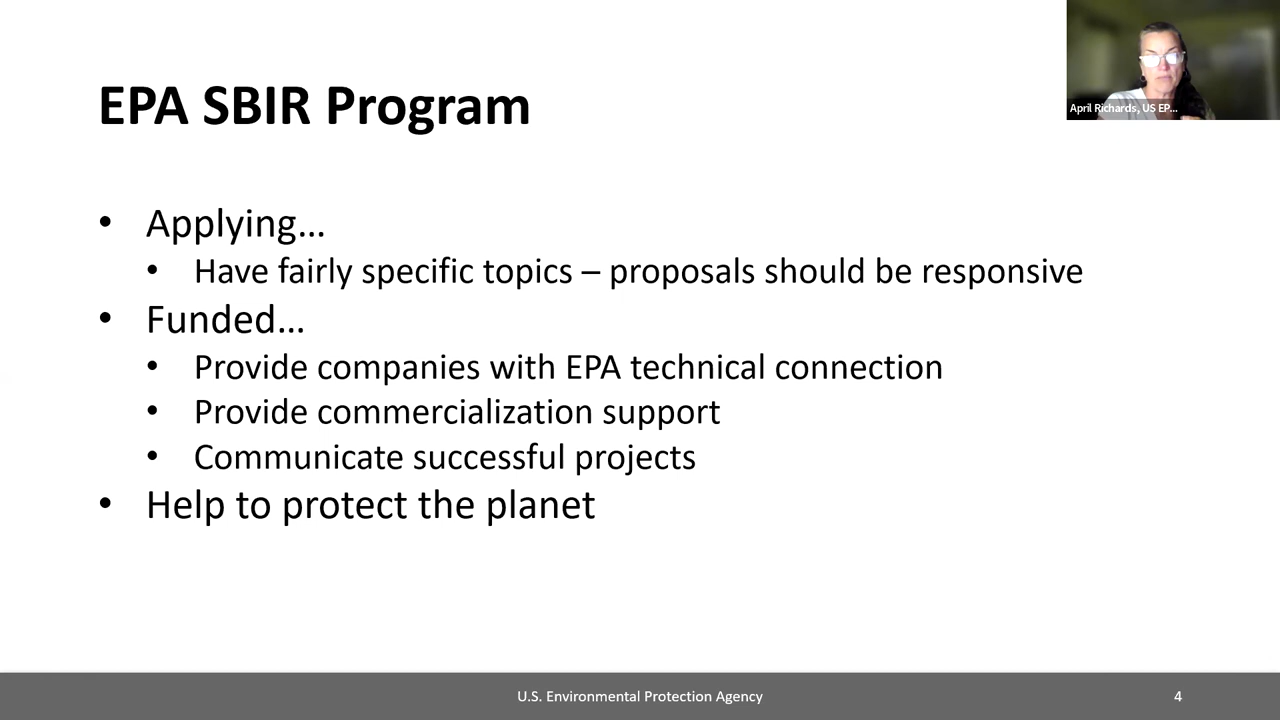 EPA SBIR Program
April Richards, US EP...
• Applying…
• Have fairly specific topics – proposals should be responsive
• Funded…
• Provide companies with EPA technical connection
• Provide commercialization support
• Communicate successful projects
• Help to protect the planet
U.S. Environmental Protection Agency
4